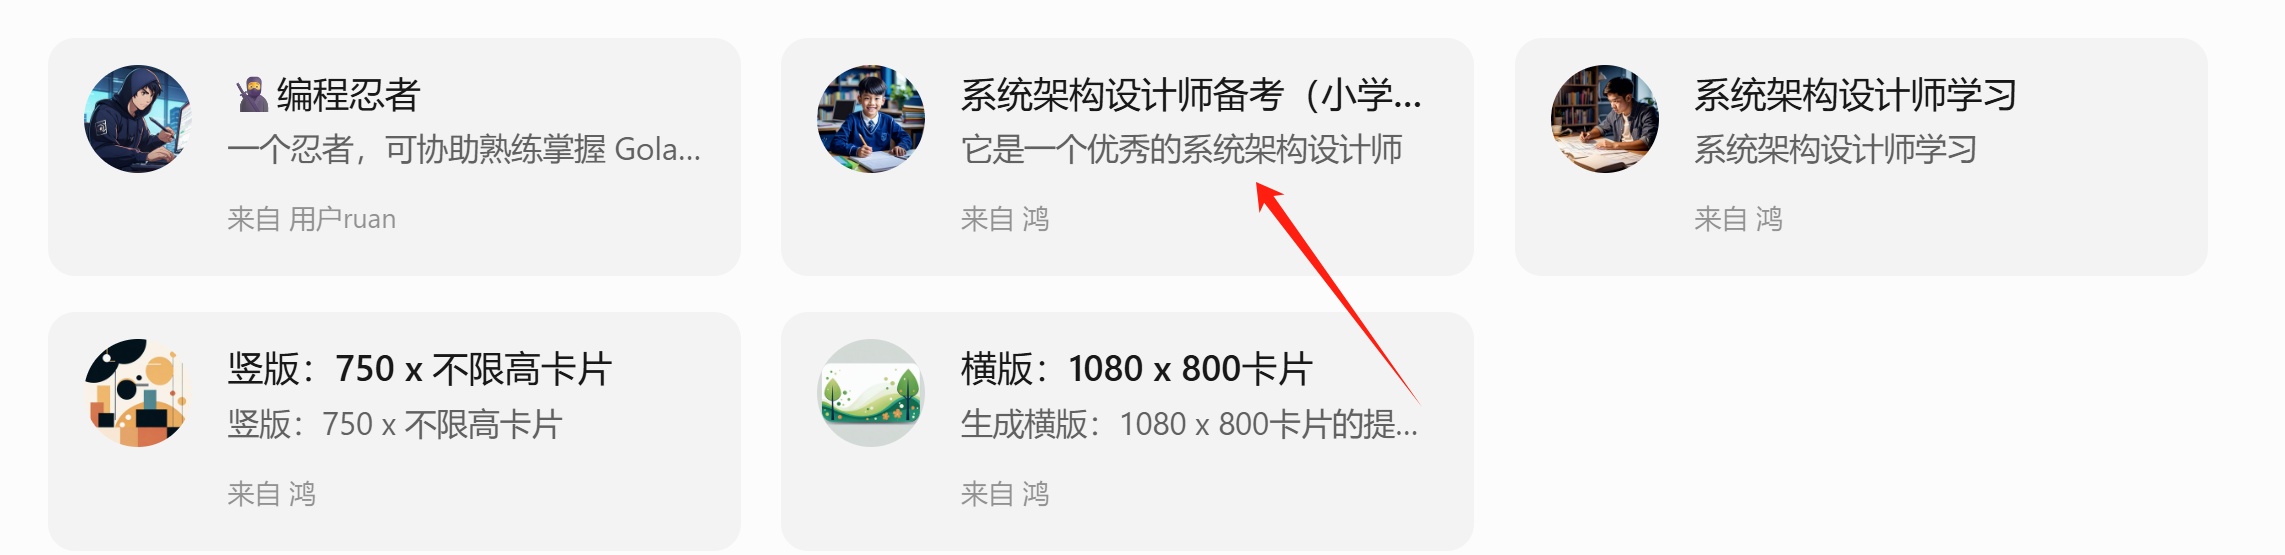 编程忍者
一个忍者，可协助熟练掌握 Gola...
来自 用户ruan
系统架构设计师备考（小学...
它是一个优秀的系统架构设计师
来自 鸿
系统架构设计师学习
系统架构设计师学习
来自 鸿
竖版：750 x 不限高卡片
竖版：750 x 不限高卡片
来自 鸿
横版：1080 x 800卡片
生成横版：1080 x 800卡片的提...
来自 鸿